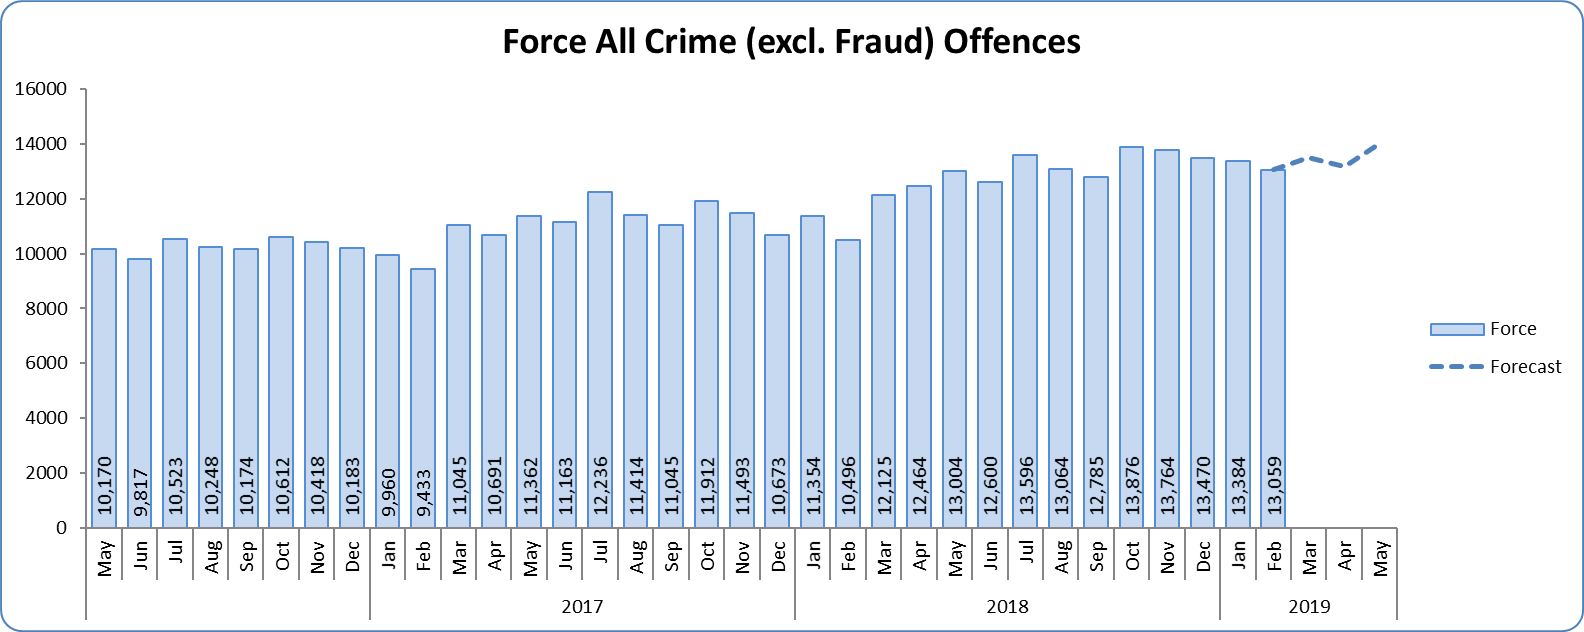 Force All Crime (excl. Fraud) Offences
16000
14000
12000
10000
8000
6000
4000
2000
0
10,170 9,817 10,523 10,248 10,174 10,612 10,418 10,183 9,960 9,433 11,045 10,691 11,362 11,163 12,236 11,414 11,045 11,912 11,493 10,673 11,354 10,496 12,125 12,464 13,004 12,600 13,596 13,064 12,785 13,876 13,764 13,470 13,384 13,059
May Jun Jul Aug Sep Oct Nov Dec Jan Feb Mar Apr May Jun Jul Aug Sep Oct Nov Dec Jan Feb Mar Apr May Jun Jul Aug Sep Oct Nov Dec Jan Feb Mar Apr May
2017 2018 2019
Force
Forecast